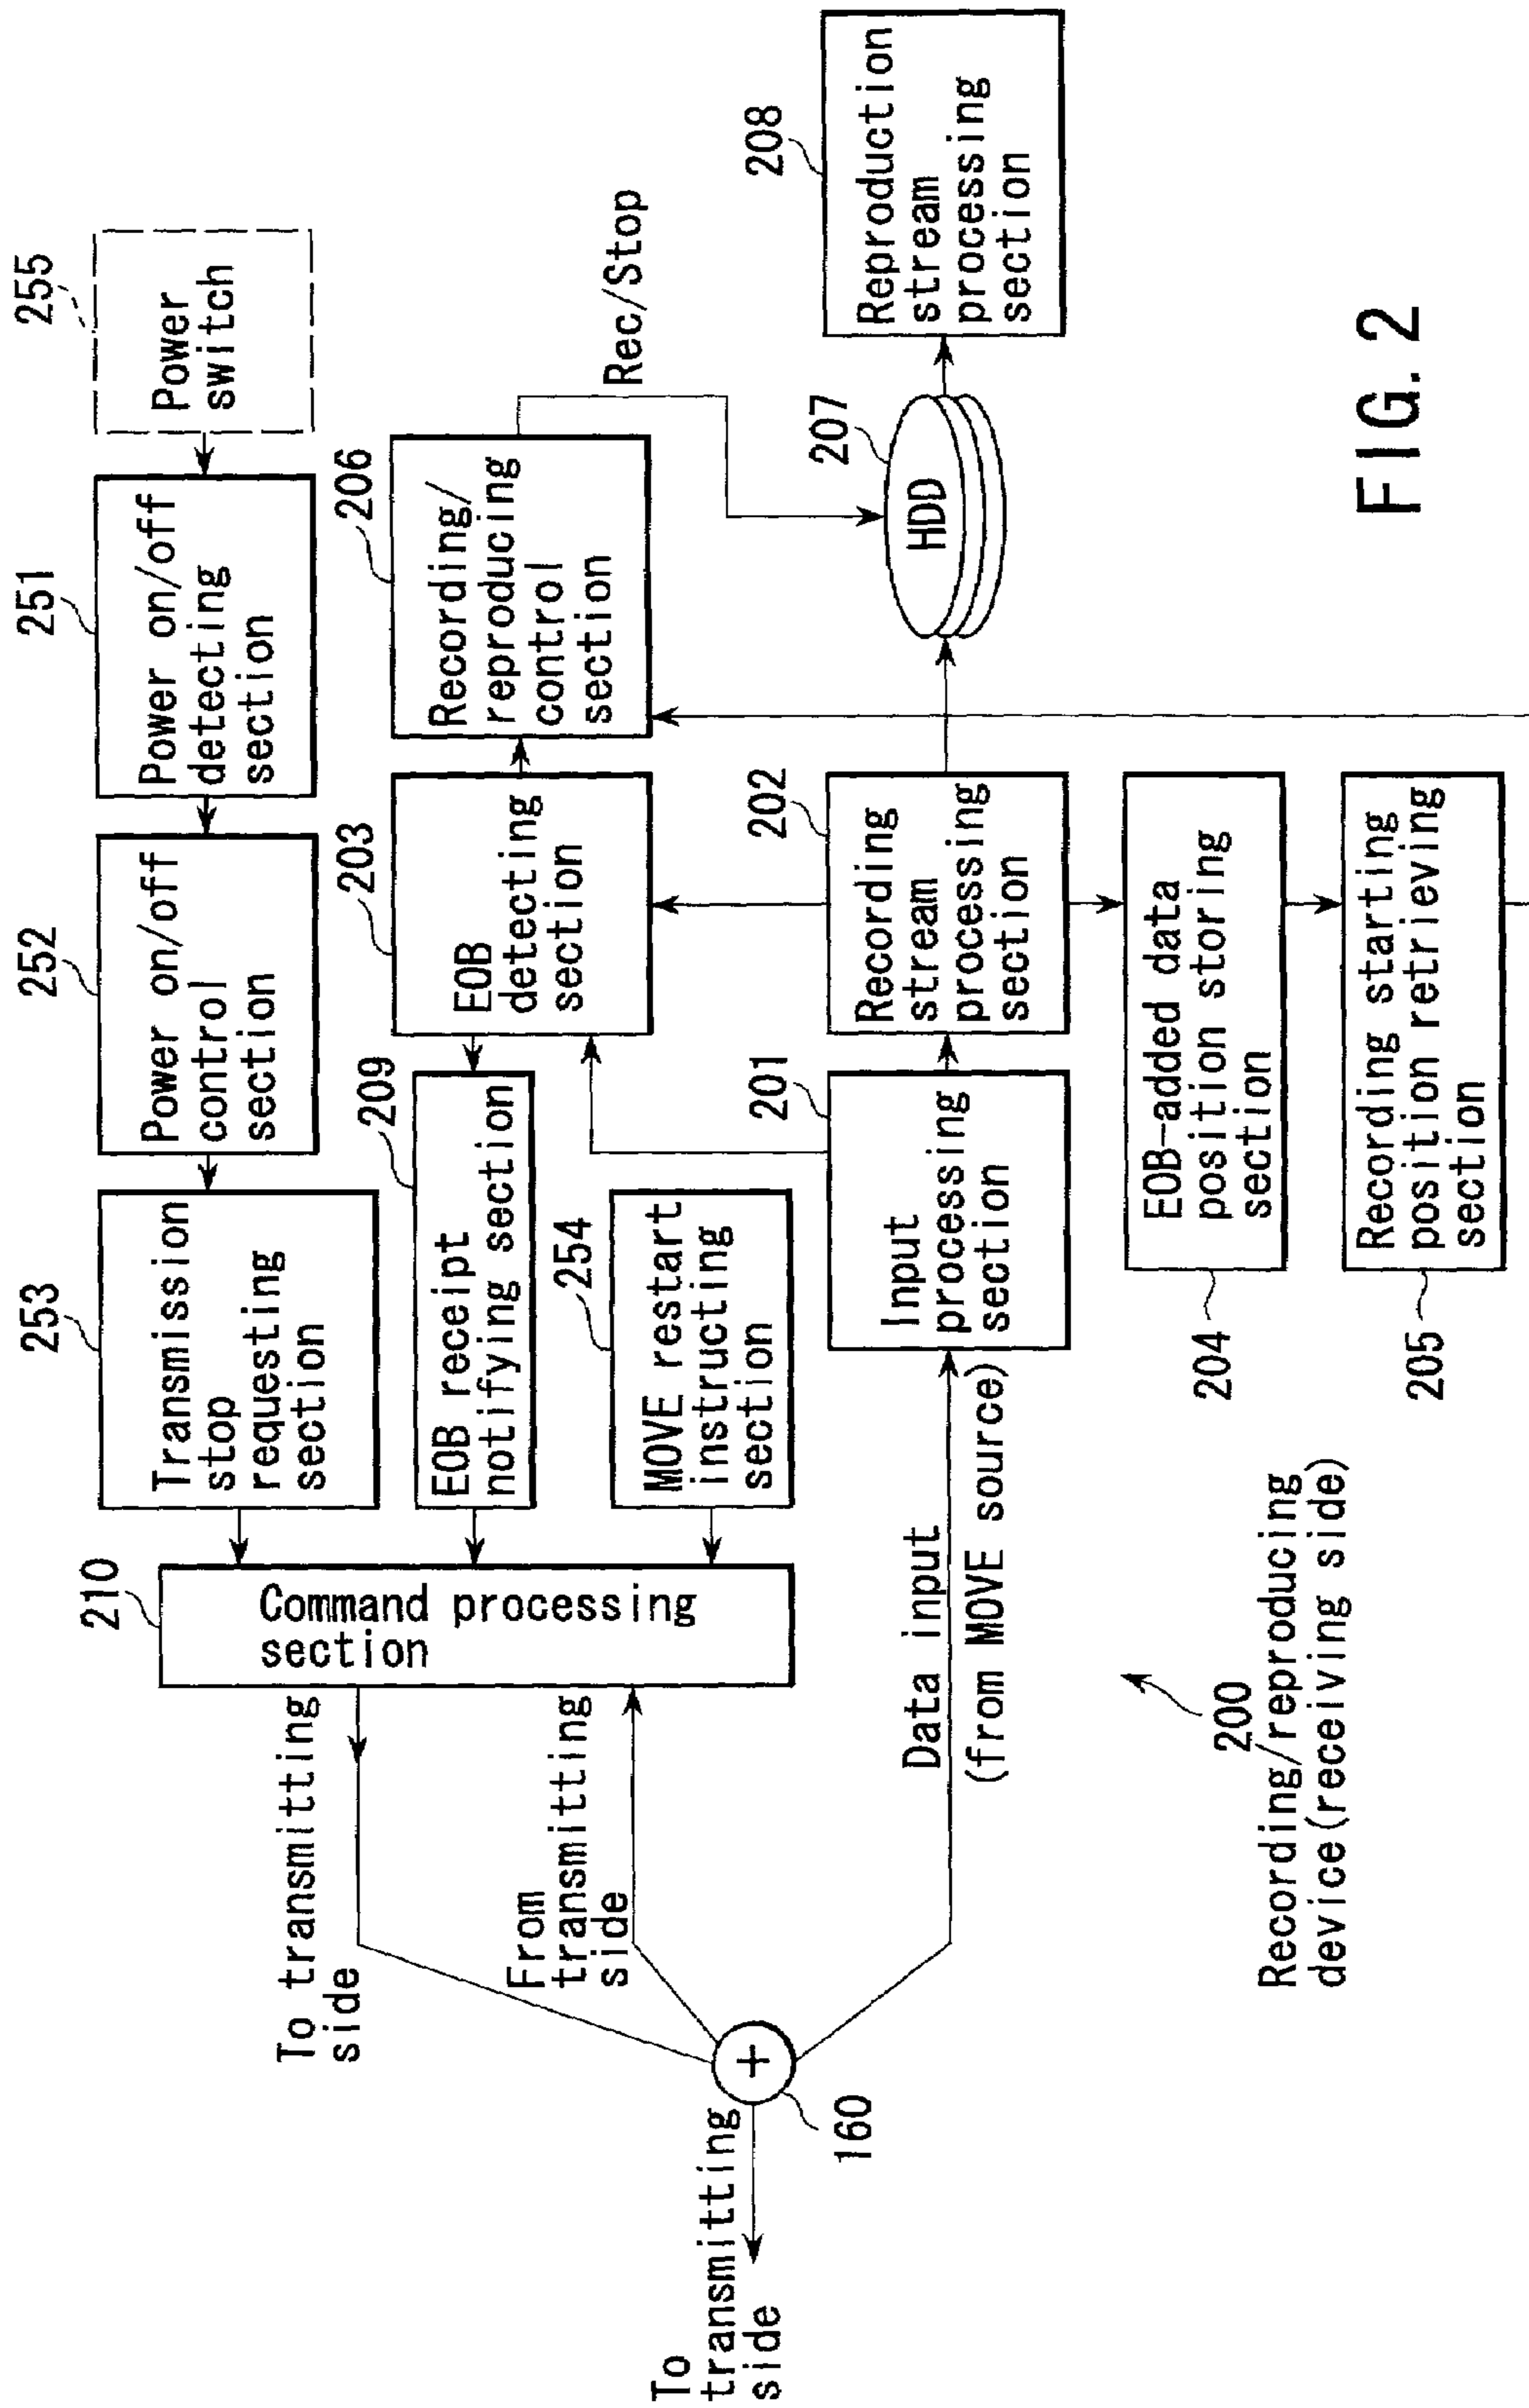 255
Power
switch
251
Power on/off
detecting
section
252
Power on/off
control
section
253
Transmission
stop
requesting
section
206
Recording/
reproducing
control
section
Rec/Stop
203
EOB
detecting
section
209
EOB receipt
notifying section
254
MOVE restart
instructing
section
210
Command processing
section
To transmitting
side
From
transmitting
side
To
transmitting
side
+
160
208
Reproduction
stream
processing
section
207
HDD
202
Recording
stream
processing
section
201
Input
processing
section
Data input
(from MOVE source)
EOB-added data
position storing
section
204
Recording starting
position retrieving
section
205
200
Recording/reproducing
device(receiving side)
FIG. 2